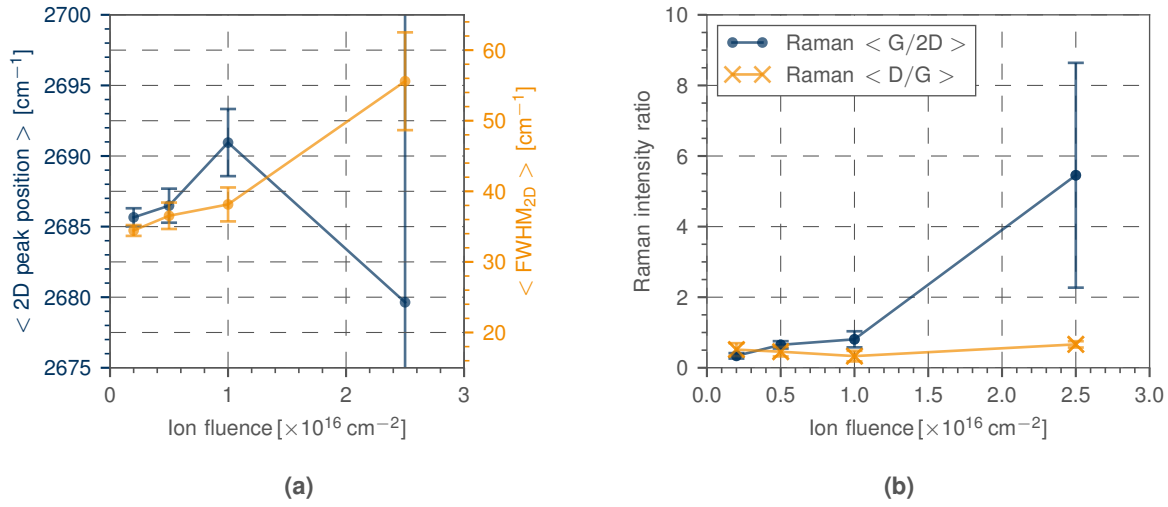 < 2D peak position > [cm⁻¹]
2700
2695
2690
2685
2680
2675
60
50
40
30
20
< FWHM₂D > [cm⁻¹]
0 1 2 3
Ion fluence [×10¹⁶ cm⁻²]
(a)
Raman intensity ratio
10
8
6
4
2
0
Raman < G/2D >
Raman < D/G >
0.0 0.5 1.0 1.5 2.0 2.5 3.0
Ion fluence [×10¹⁶ cm⁻²]
(b)